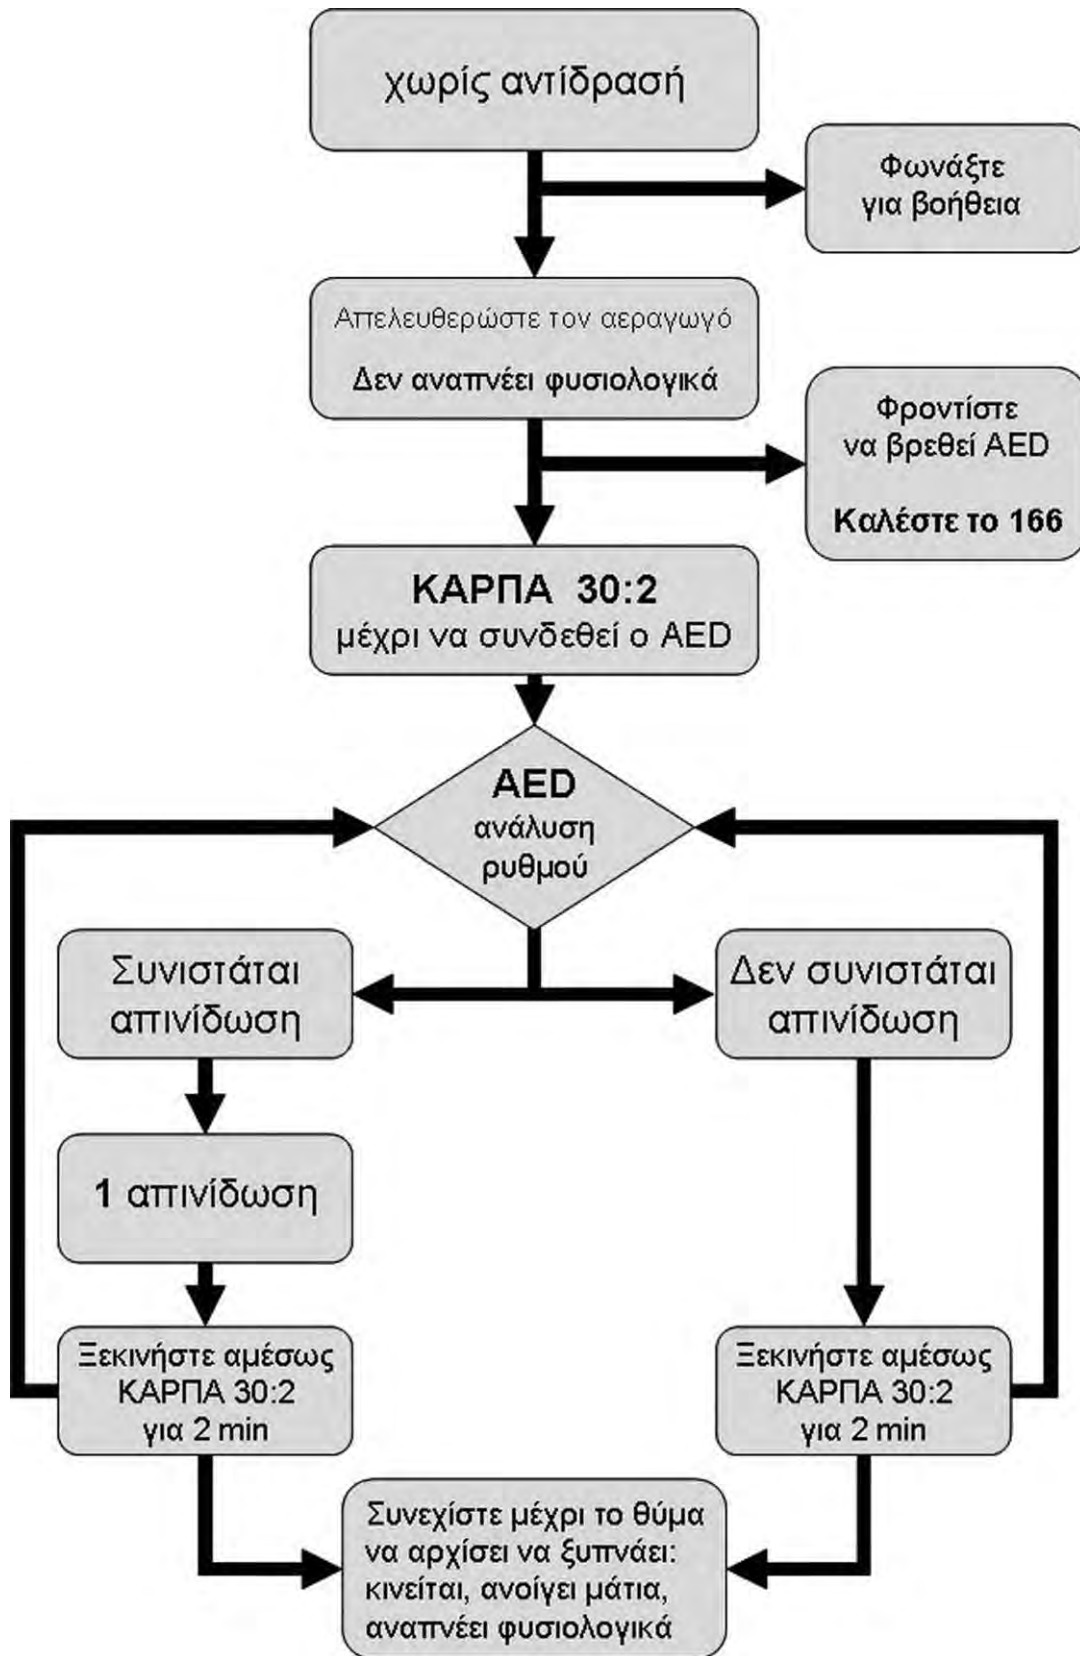 χωρίς αντίδρασή
Φωνάξτε
για βοήθεια
Απελευθερώστε τον αεραγωγό
Δεν αναπνέει φυσιολογικά
Φροντίστε
να βρεθεί AED
Καλέστε το 166
ΚΑΡΠΑ 30:2
μέχρι να συνδεθεί ο AED
AED
ανάλυση
ρυθμού
Συνιστάται
απινίδωση
Δεν συνιστάται
απινίδωση
1 απινίδωση
Ξεκινήστε αμέσως
ΚΑΡΠΑ 30:2
για 2 min
Ξεκινήστε αμέσως
ΚΑΡΠΑ 30:2
για 2 min
Συνεχίστε μέχρι το θύμα
να αρχίσει να ξυπνάει:
κινείται, ανοίγει μάτια,
αναπνέει φυσιολογικά